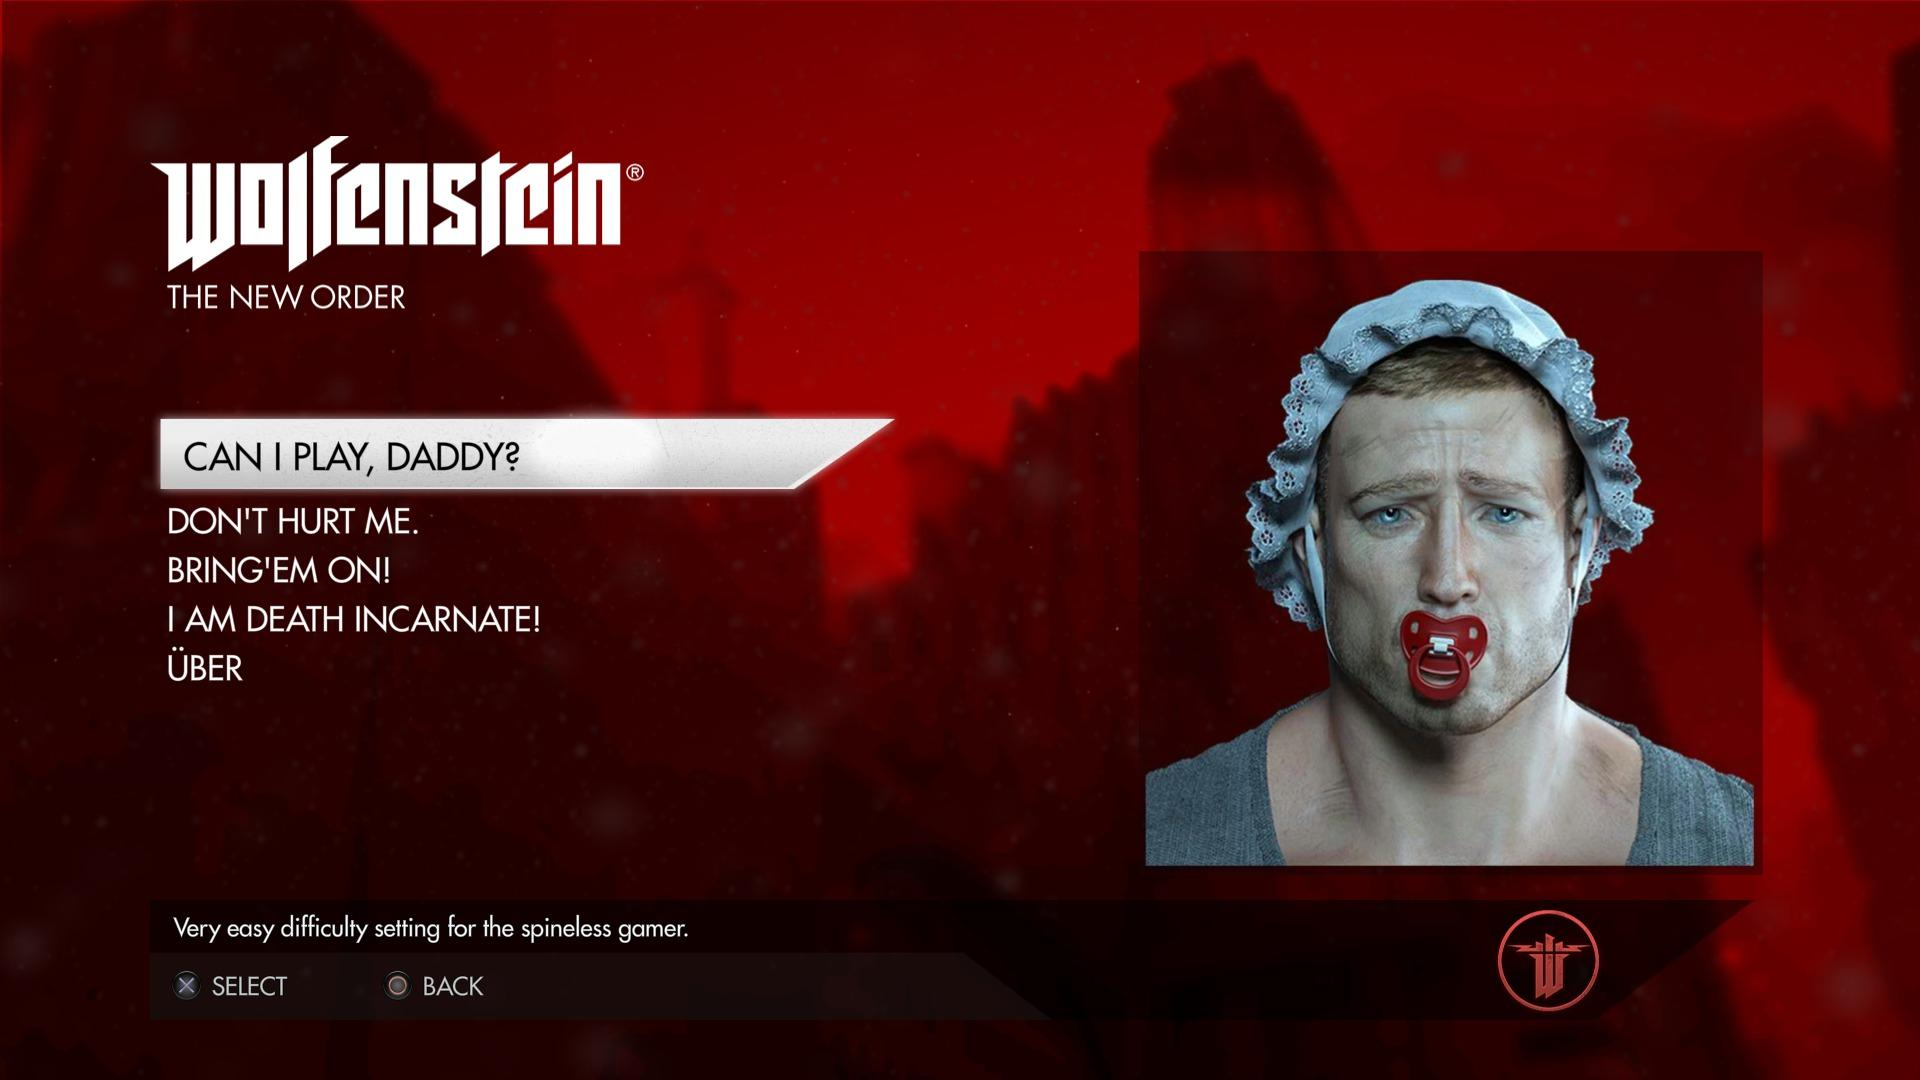 Wolfenstein®
THE NEW ORDER
CAN I PLAY, DADDY?
DON'T HURT ME.
BRING'EM ON!
I AM DEATH INCARNATE!
ÜBER
Very easy difficulty setting for the spineless gamer.
SELECT BACK